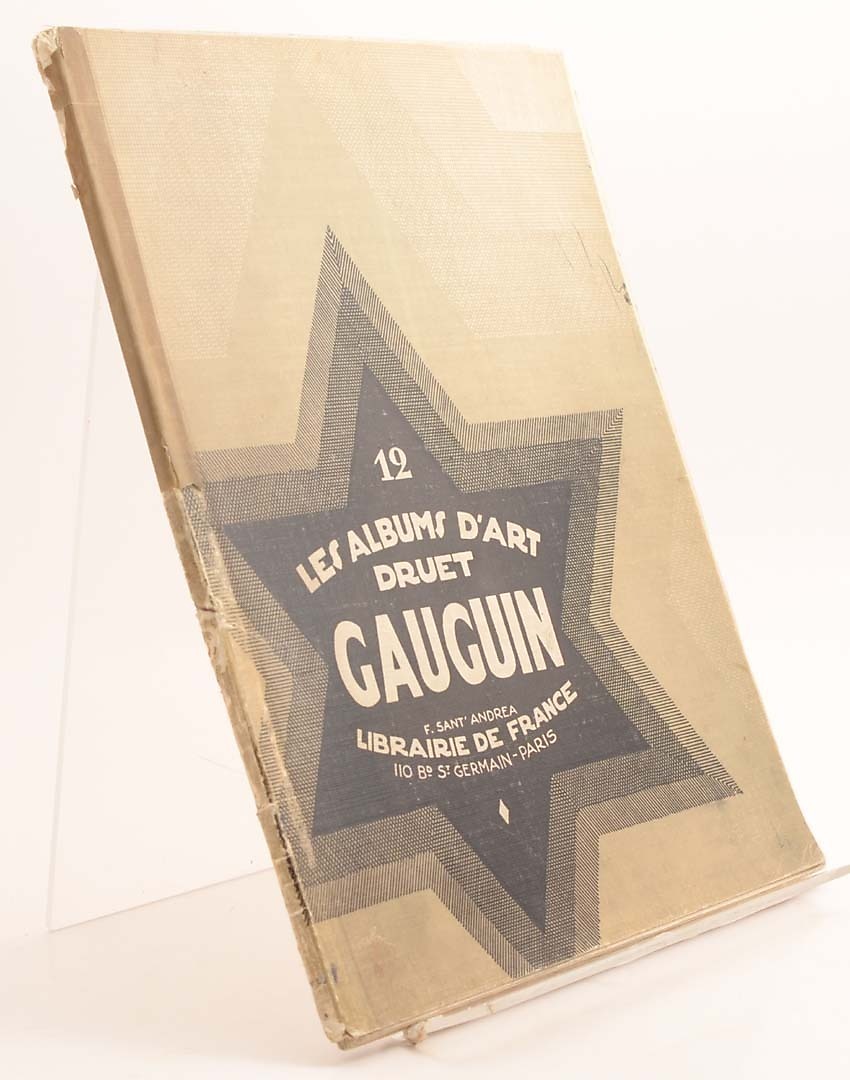 12
LES ALBUMS D'ART
DRUET
GAUGUIN
F. SANT' ANDREA
LIBRAIRIE DE FRANCE
110 BD ST GERMAIN - PARIS